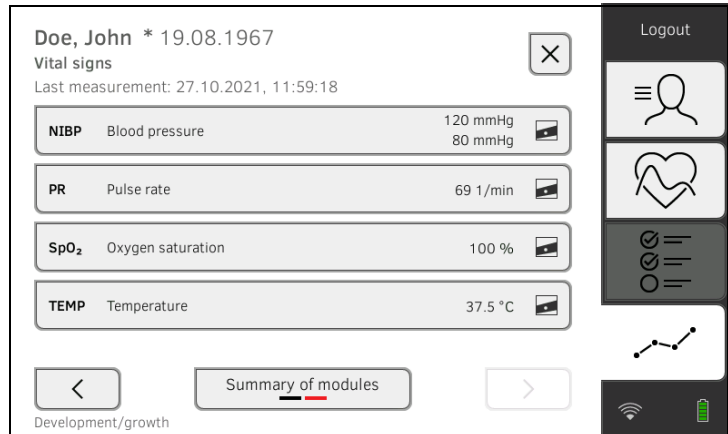 Doe, John * 19.08.1967
Vital signs
Last measurement: 27.10.2021, 11:59:18
NIBP Blood pressure 120 mmHg
80 mmHg
PR Pulse rate 69 1/min
SpO₂ Oxygen saturation 100 %
TEMP Temperature 37.5 °C
Summary of modules
Development/growth
Logout